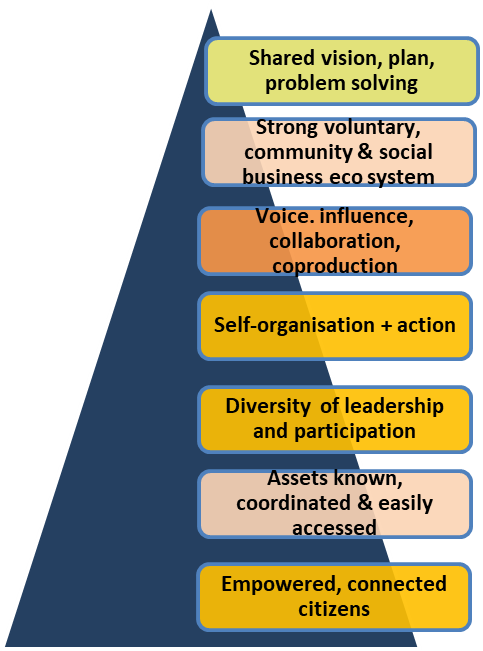 Shared vision, plan,
problem solving
Strong voluntary,
community & social
business eco system
Voice. influence,
collaboration,
coproduction
Self-organisation + action
Diversity of leadership
and participation
Assets known,
coordinated & easily
accessed
Empowered, connected
citizens